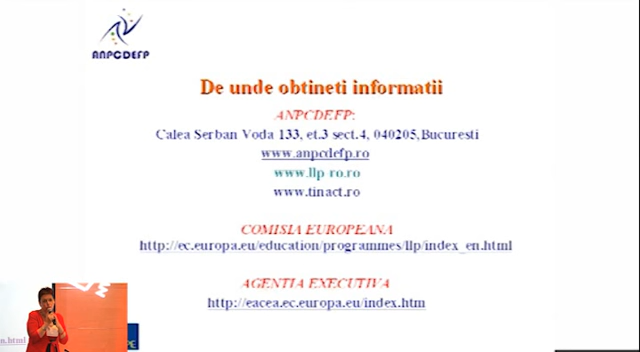 ANPCDEFP
De unde obtineti informatii
ANPCDEFP:
Calea Serban Voda 133, et.3 sect.4, 040205,Bucuresti
www.anpcdefp.ro
www.llp-ro.ro
www.tinact.ro
COMISIA EUROPEANA
http://ec.europa.eu/education/programmes/llp/index_en.html
AGENTIA EXECUTIVA
http://eacea.ec.europa.eu/index.htm
n.html
PE